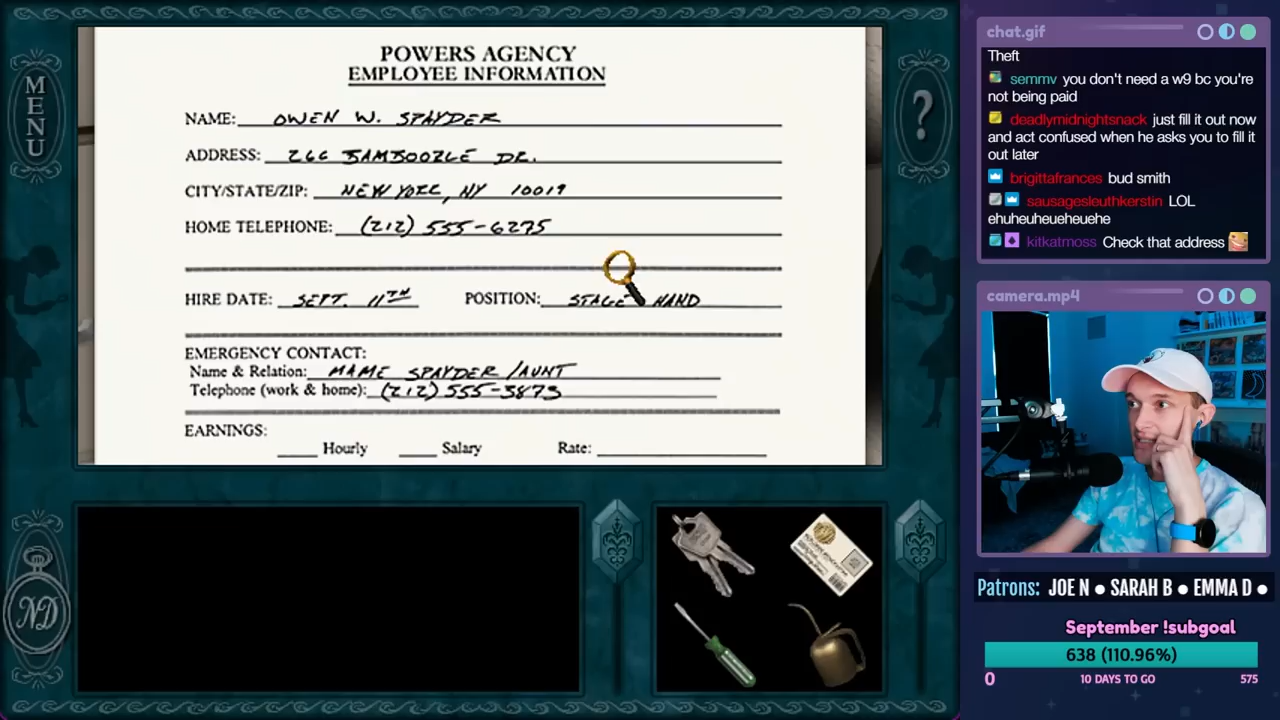 MENU
?
ND
POWERS AGENCY
EMPLOYEE INFORMATION
NAME: OWEN W. SPAYDER
ADDRESS: 266 BAMBOOZLE DR.
CITY/STATE/ZIP: NEW YORK, NY 10019
HOME TELEPHONE: (212) 555-6275
HIRE DATE: SEPT. 11TH POSITION: STAGE HAND
EMERGENCY CONTACT:
Name & Relation: MAME SPAYDER /AUNT
Telephone (work & home): (212) 555-3873
EARNINGS:
Hourly Salary Rate:
chat.gif
Theft
semmv you don't need a w9 bc you're
not being paid
deadlymidnightsnack just fill it out now
and act confused when he asks you to fill it
out later
brigittafrances bud smith
sausagesleuthkerstin LOL
ehuheuheueheuehe
kitkatmoss Check that address
camera.mp4
Patrons: JOE N ● SARAH B ● EMMA D ●
September !subgoal
638 (110.96%)
0 10 DAYS TO GO 575